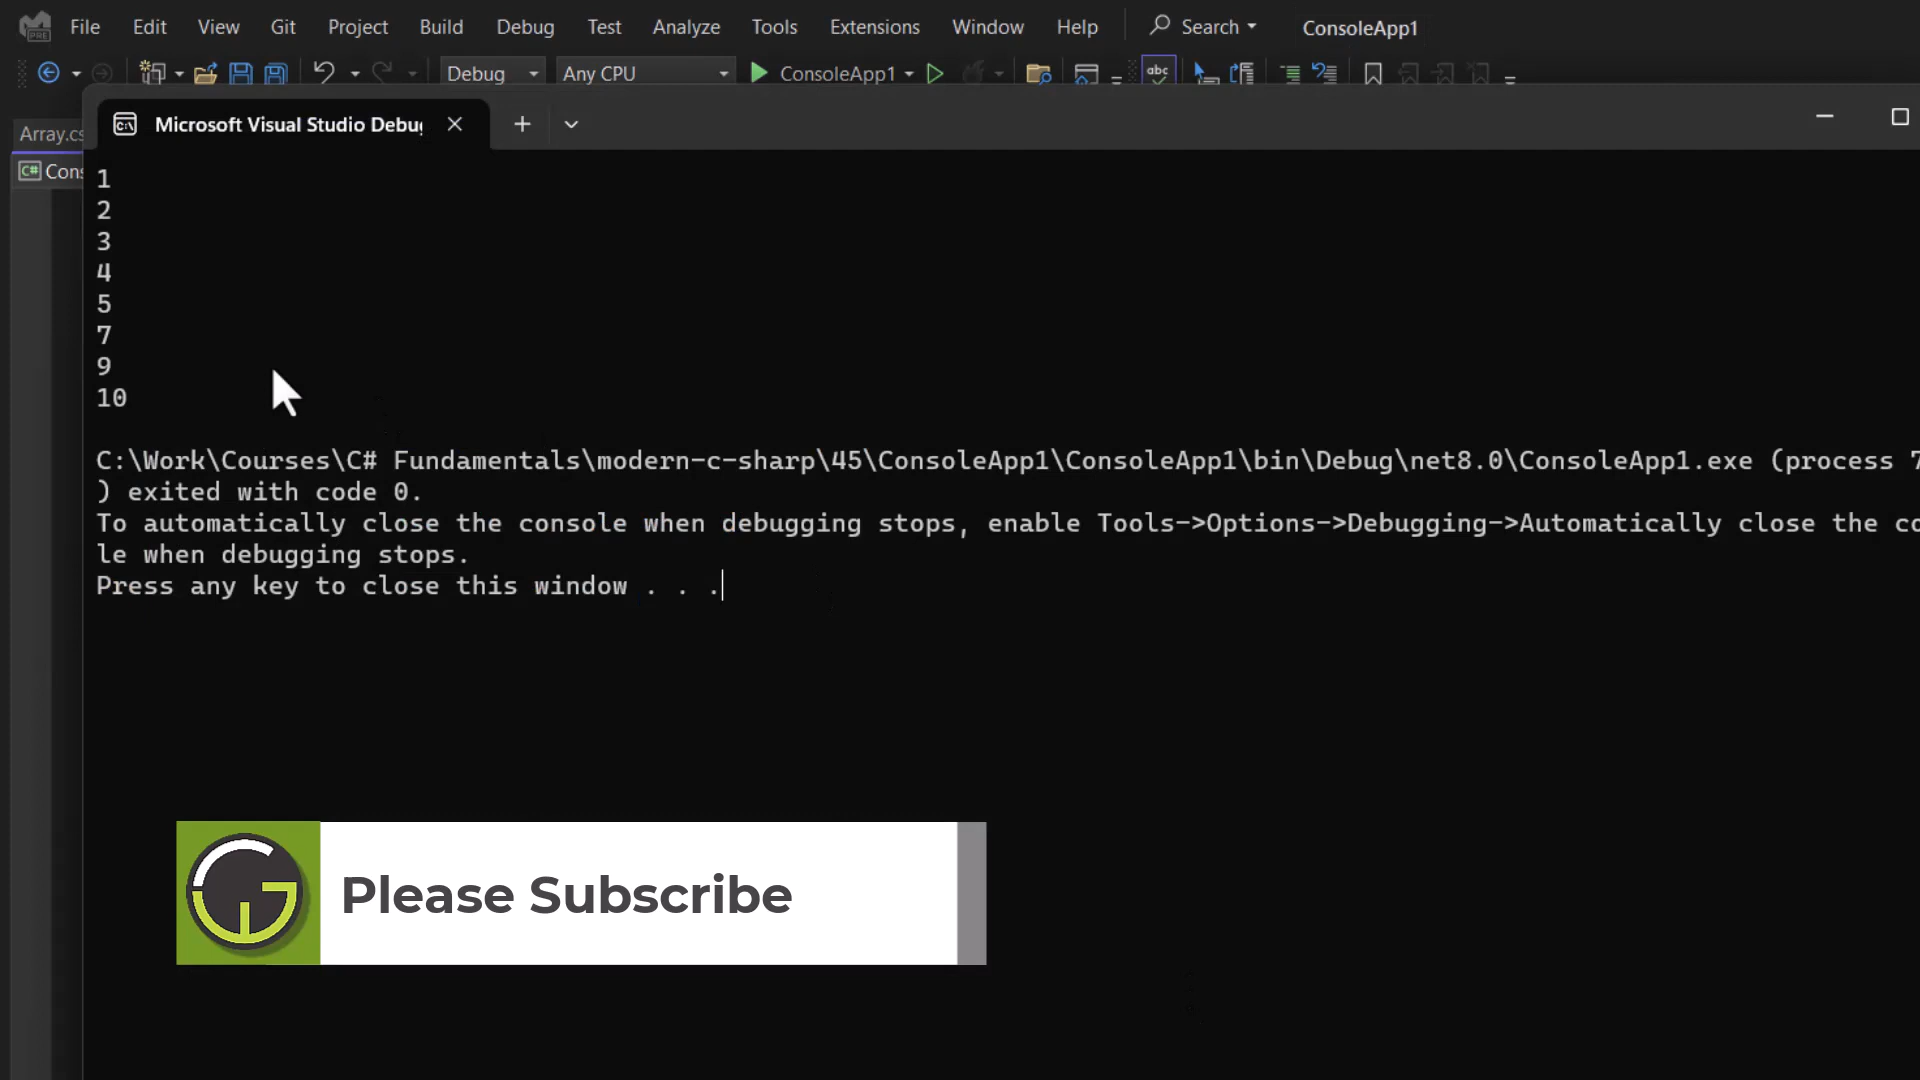 File Edit View Git Project Build Debug Test Analyze Tools Extensions Window Help Search ConsoleApp1
Debug Any CPU ConsoleApp1
Microsoft Visual Studio Debug
Array.cs
C# Cons
1
2
3
4
5
7
9
10
C:\Work\Courses\C# Fundamentals\modern-c-sharp\45\ConsoleApp1\ConsoleApp1\bin\Debug\net8.0\ConsoleApp1.exe (process 7
) exited with code 0.
To automatically close the console when debugging stops, enable Tools->Options->Debugging->Automatically close the co
le when debugging stops.
Press any key to close this window . . .
Please Subscribe